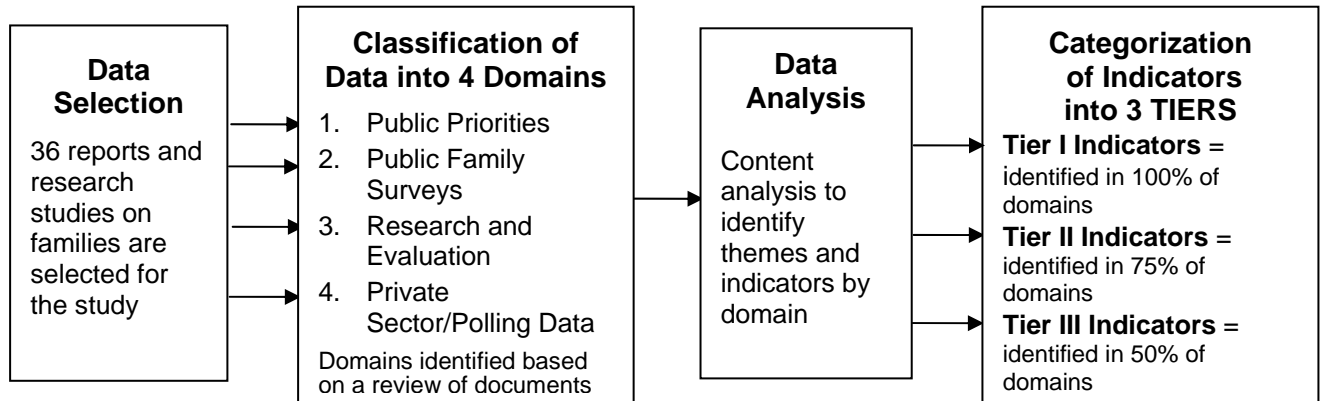 Data
Selection
36 reports and
research
studies on
families are
selected for
the study
Classification of
Data into 4 Domains
1. Public Priorities
2. Public Family
Surveys
3. Research and
Evaluation
4. Private
Sector/Polling Data
Domains identified based
on a review of documents
Data
Analysis
Content
analysis to
identify
themes and
indicators by
domain
Categorization
of Indicators
into 3 TIERS
Tier I Indicators =
identified in 100% of
domains
Tier II Indicators =
identified in 75% of
domains
Tier III Indicators =
identified in 50% of
domains